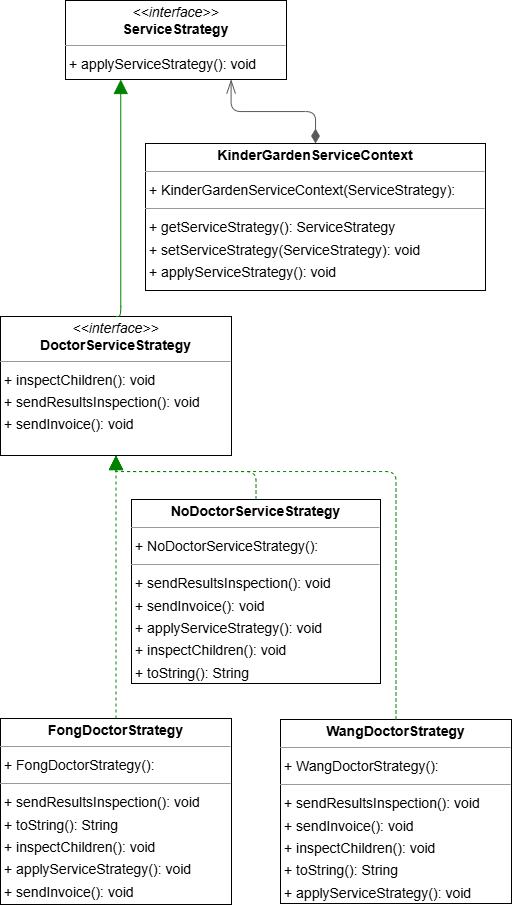 <<interface>>
ServiceStrategy
+ applyServiceStrategy(): void
KinderGardenServiceContext
+ KinderGardenServiceContext(ServiceStrategy):
+ getServiceStrategy(): ServiceStrategy
+ setServiceStrategy(ServiceStrategy): void
+ applyServiceStrategy(): void
<<interface>>
DoctorServiceStrategy
+ inspectChildren(): void
+ sendResultsInspection(): void
+ sendInvoice(): void
NoDoctorServiceStrategy
+ NoDoctorServiceStrategy():
+ sendResultsInspection(): void
+ sendInvoice(): void
+ applyServiceStrategy(): void
+ inspectChildren(): void
+ toString(): String
FongDoctorStrategy
+ FongDoctorStrategy():
+ sendResultsInspection(): void
+ toString(): String
+ inspectChildren(): void
+ applyServiceStrategy(): void
+ sendInvoice(): void
WangDoctorStrategy
+ WangDoctorStrategy():
+ sendResultsInspection(): void
+ sendInvoice(): void
+ inspectChildren(): void
+ toString(): String
+ applyServiceStrategy(): void